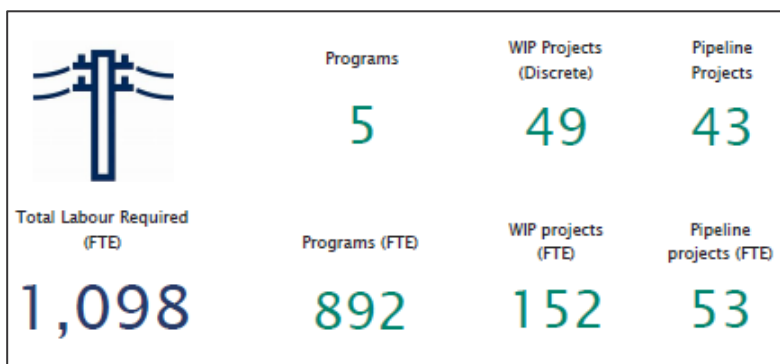 Programs
WIP Projects
(Discrete)
Pipeline
Projects
5
49
43
Total Labour Required
(FTE)
Programs (FTE)
WIP projects
(FTE)
Pipeline
projects (FTE)
1,098
892
152
53